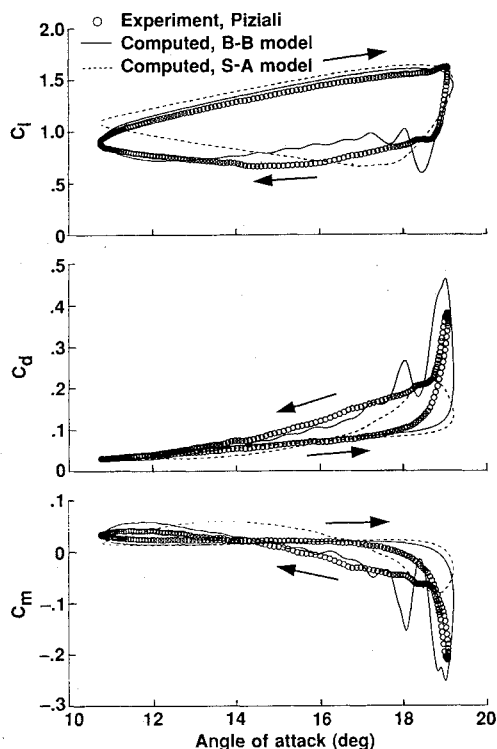 Experiment, Piziali
Computed, B-B model
Computed, S-A model
2.0
1.5
1.0
.5
0
C_l
.5
.4
.3
.2
.1
0
C_d
.1
0
-.1
-.2
-.3
C_m
10 12 14 16 18 20
Angle of attack (deg)